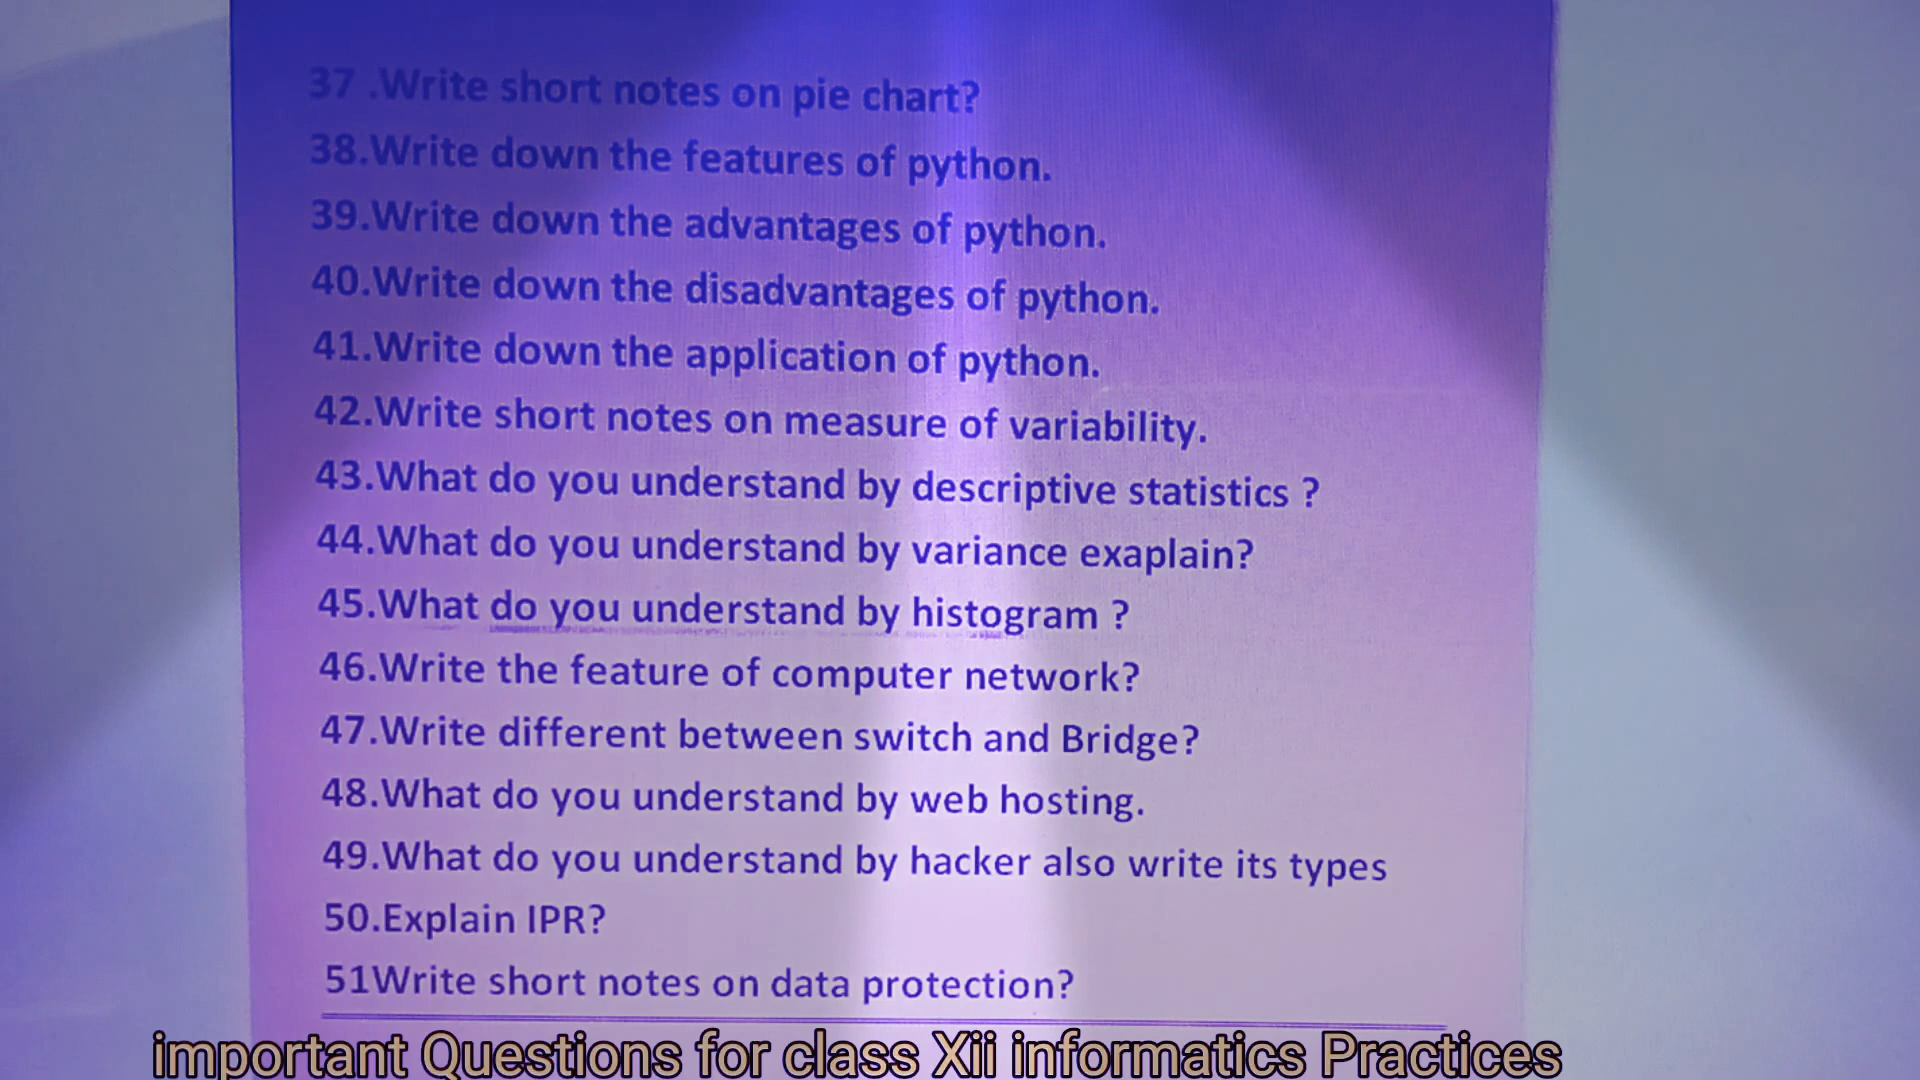 37 .Write short notes on pie chart?
38.Write down the features of python.
39.Write down the advantages of python.
40.Write down the disadvantages of python.
41.Write down the application of python.
42.Write short notes on measure of variability.
43.What do you understand by descriptive statistics ?
44.What do you understand by variance exaplain?
45.What do you understand by histogram ?
46.Write the feature of computer network?
47.Write different between switch and Bridge?
48.What do you understand by web hosting.
49.What do you understand by hacker also write its types
50.Explain IPR?
51Write short notes on data protection?
important Questions for class Xii informatics Practices